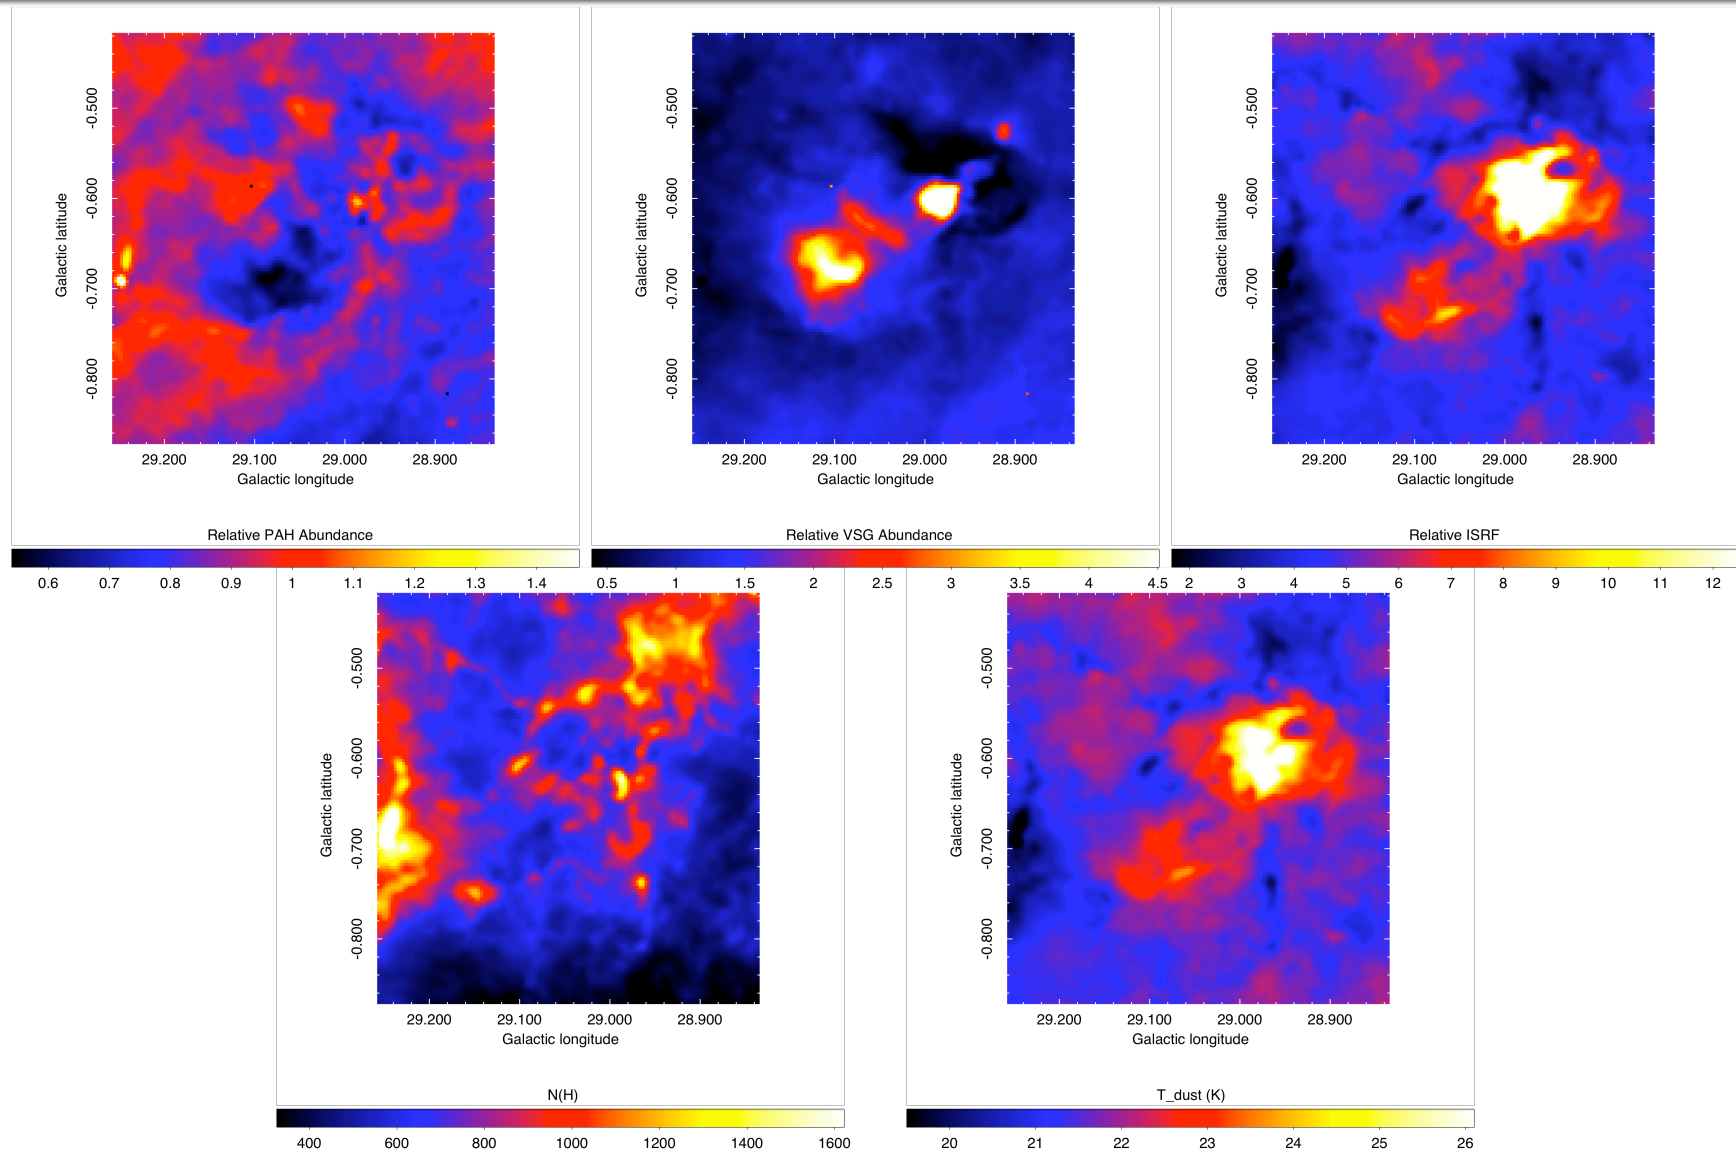 -0.500
-0.600
-0.700
-0.800
Galactic latitude
29.200 29.100 29.000 28.900
Galactic longitude
Relative PAH Abundance
0.6 0.7 0.8 0.9 1 1.1 1.2 1.3 1.4
-0.500
-0.600
-0.700
-0.800
Galactic latitude
29.200 29.100 29.000 28.900
Galactic longitude
Relative VSG Abundance
0.5 1 1.5 2 2.5 3 3.5 4 4.5
-0.500
-0.600
-0.700
-0.800
Galactic latitude
29.200 29.100 29.000 28.900
Galactic longitude
Relative ISRF
2 3 4 5 6 7 8 9 10 11 12
-0.500
-0.600
-0.700
-0.800
Galactic latitude
29.200 29.100 29.000 28.900
Galactic longitude
N(H)
400 600 800 1000 1200 1400 1600
-0.500
-0.600
-0.700
-0.800
Galactic latitude
29.200 29.100 29.000 28.900
Galactic longitude
T_dust (K)
20 21 22 23 24 25 26